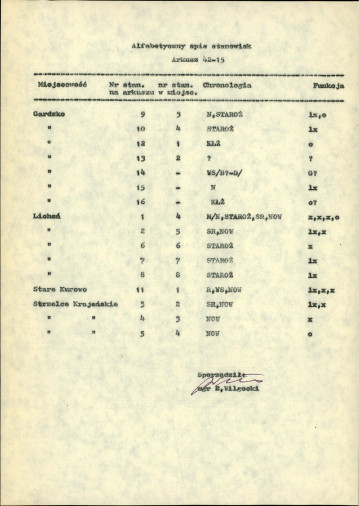 Alfabetyczny spis stanowisk
Arkusz 42-15
Miejscowość Nr stan. nr stan. Chronologia Funkcja
na arkuszu w miejsc.
Gardzko 9 3 N,STAROŻ lx,o
" 10 4 STAROŻ lx
" 12 1 KŁŻ o
" 13 2 ? ?
" 14 - WS/B?-D/ O?
" 15 - N lx
" 16 - KŁŻ o?
Licheń 1 4 M/N,STAROŻ,SR,NOW x,x,x,o
" 2 5 SR,NOW lx,x
" 6 6 STAROŻ x
" 7 7 STAROŻ lx
" 8 8 STAROŻ lx
Stare Kurowo 11 1 R,WS,NOW lx,x,x
Strzelce Krajeńskie 3 2 SR,NOW lx,x
" " 4 3 NOW x
" " 5 4 NOW o
Sporządził:
mgr B,Wilgocki